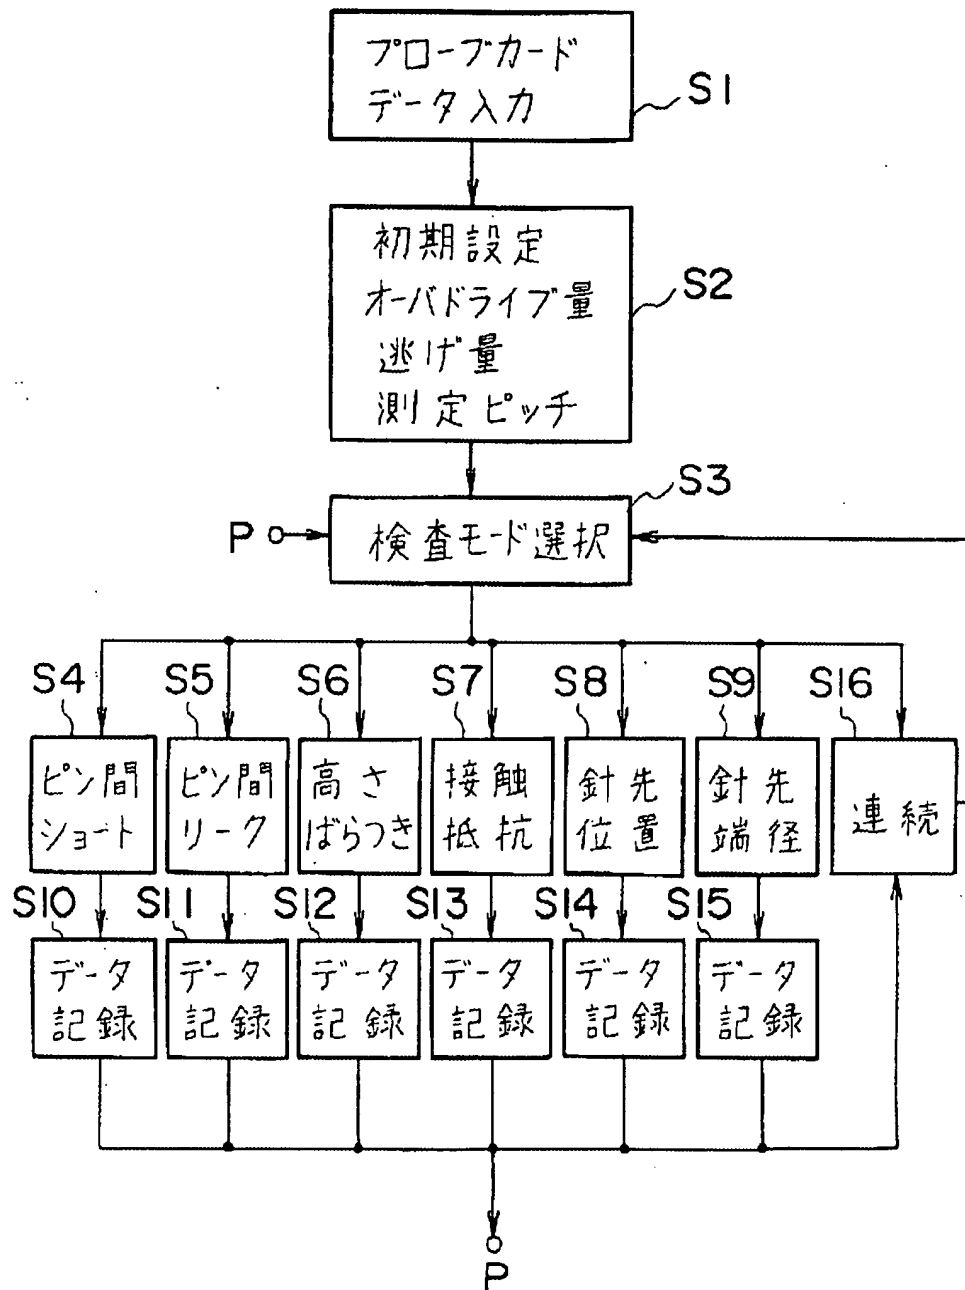 プローブカード
データ入力
S1
初期設定
オーバドライブ量
逃げ量
測定ピッチ
S2
S3
P
検査モード選択
S4
S5
S6
S7
S8
S9
S16
ピン間
ショート
ピン間
リーク
高さ
ばらつき
接触
抵抗
針先
位置
針先
端径
連続
S10
S11
S12
S13
S14
S15
データ
記録
データ
記録
データ
記録
データ
記録
データ
記録
データ
記録
P